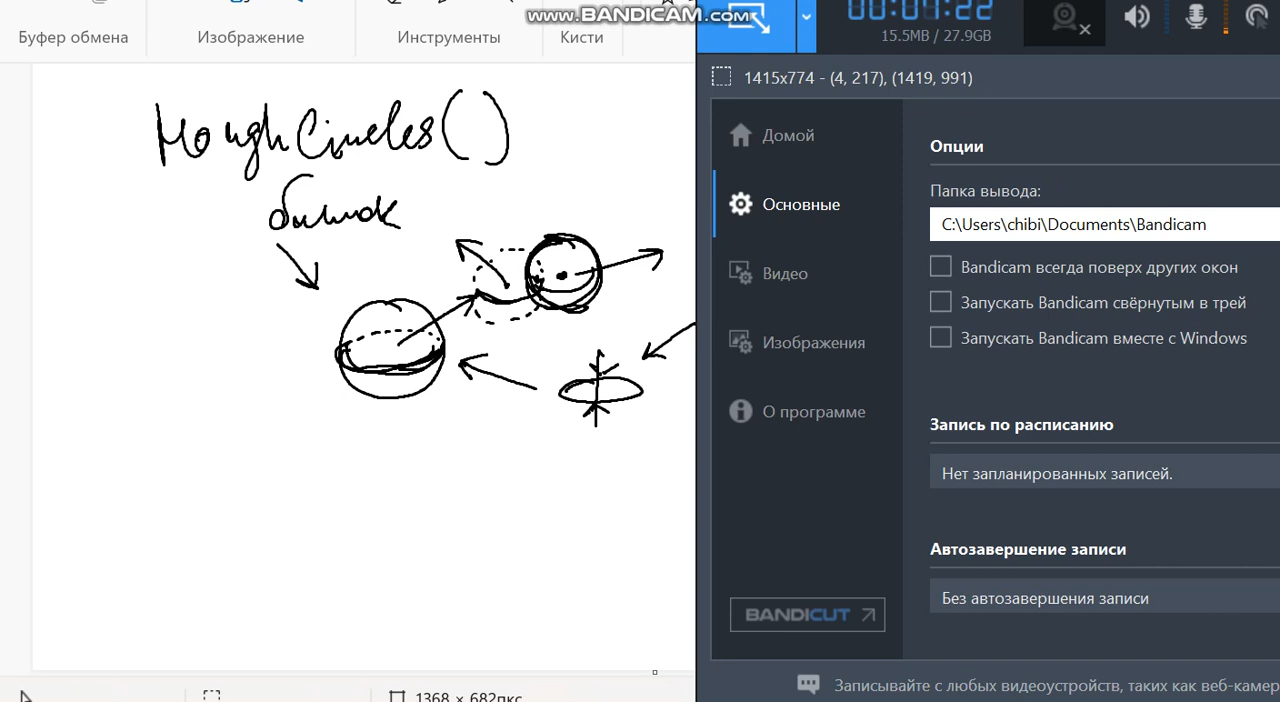 www.BANDICAM.com
Буфер обмена
Изображение
Инструменты
Кисти
HoughCircles()
1368 × 682пкс
00:07:22
15.5MB / 27.9GB
1415x774 - (4, 217), (1419, 991)
Домой
Основные
Видео
Изображения
О программе
BANDICUT
Опции
Папка вывода:
C:\Users\chibi\Documents\Bandicam
Bandicam всегда поверх других окон
Запускать Bandicam свёрнутым в трей
Запускать Bandicam вместе с Windows
Запись по расписанию
Нет запланированных записей.
Автозавершение записи
Без автозавершения записи
Записывайте с любых видеоустройств, таких как веб-камер